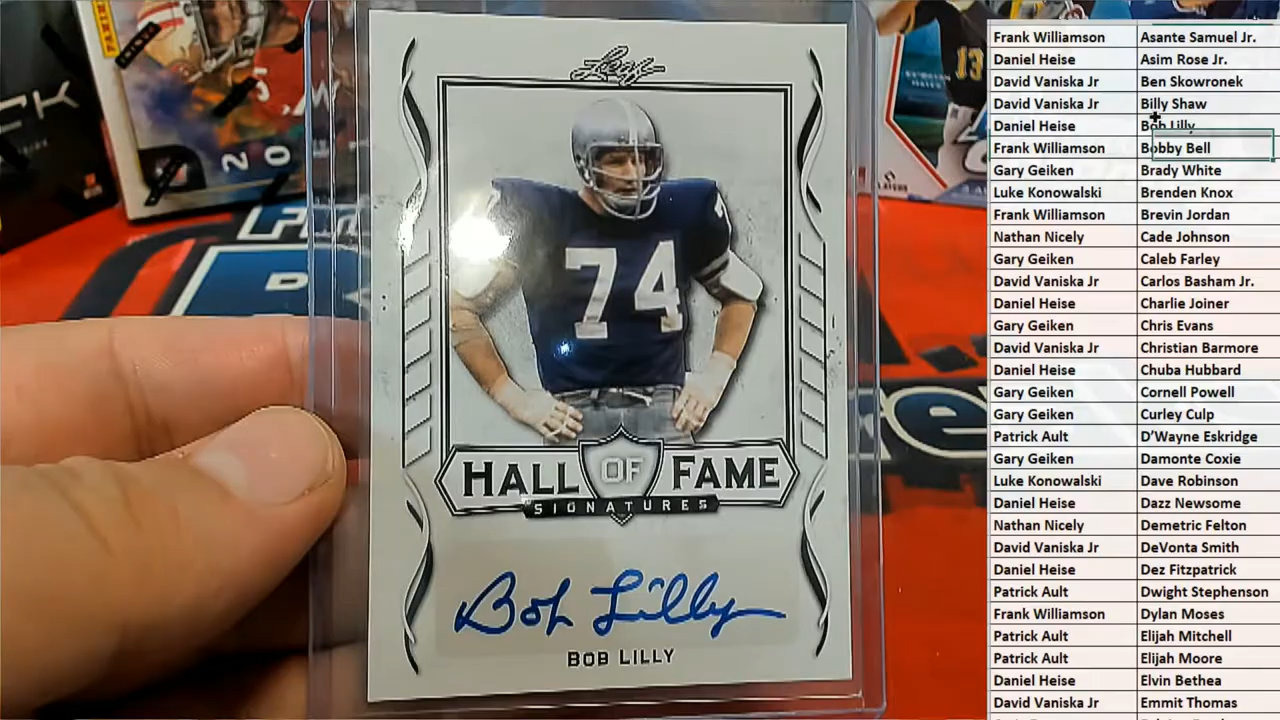 Leaf
74
HALL OF FAME
SIGNATURES
Bob Lilly
BOB LILLY
20
13
Frank Williamson Asante Samuel Jr.
Daniel Heise Asim Rose Jr.
David Vaniska Jr Ben Skowronek
David Vaniska Jr Billy Shaw
Daniel Heise Bob Lilly
Frank Williamson Bobby Bell
Gary Geiken Brady White
Luke Konowalski Brenden Knox
Frank Williamson Brevin Jordan
Nathan Nicely Cade Johnson
Gary Geiken Caleb Farley
David Vaniska Jr Carlos Basham Jr.
Daniel Heise Charlie Joiner
Gary Geiken Chris Evans
David Vaniska Jr Christian Barmore
Daniel Heise Chuba Hubbard
Gary Geiken Cornell Powell
Gary Geiken Curley Culp
Patrick Ault D'Wayne Eskridge
Gary Geiken Damonte Coxie
Luke Konowalski Dave Robinson
Daniel Heise Dazz Newsome
Nathan Nicely Demetric Felton
David Vaniska Jr DeVonta Smith
Daniel Heise Dez Fitzpatrick
Patrick Ault Dwight Stephenson
Frank Williamson Dylan Moses
Patrick Ault Elijah Mitchell
Patrick Ault Elijah Moore
Daniel Heise Elvin Bethea
David Vaniska Jr Emmit Thomas